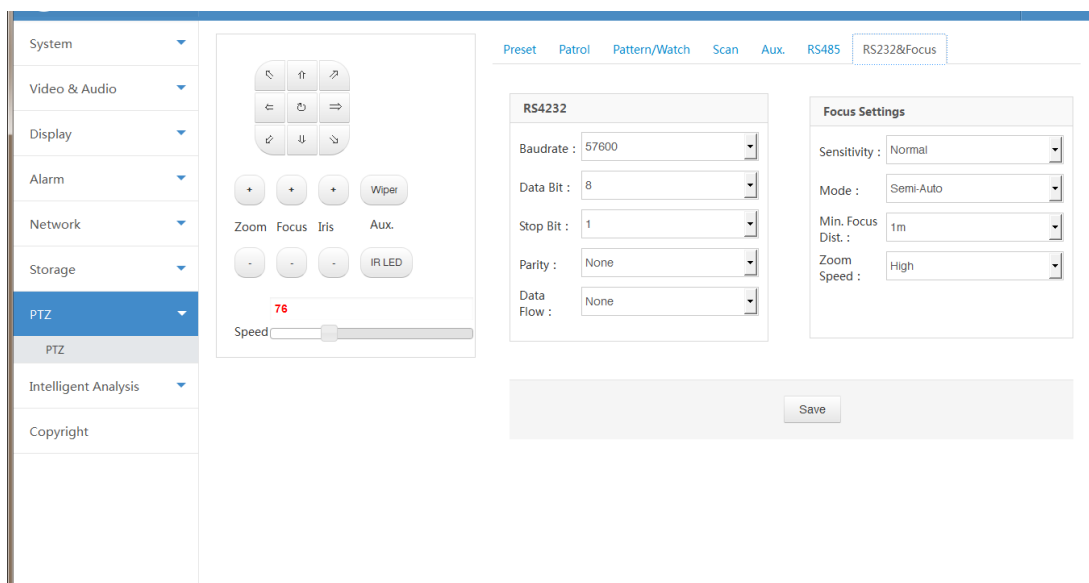 System
Video & Audio
Display
Alarm
Network
Storage
PTZ
PTZ
Intelligent Analysis
Copyright
+ + + Wiper
Zoom Focus Iris Aux.
- - - IR LED
76
Speed
Preset Patrol Pattern/Watch Scan Aux. RS485 RS232&Focus
RS4232
Baudrate : 57600
Data Bit : 8
Stop Bit : 1
Parity : None
Data
Flow : None
Focus Settings
Sensitivity : Normal
Mode : Semi-Auto
Min. Focus
Dist. : 1m
Zoom
Speed : High
Save